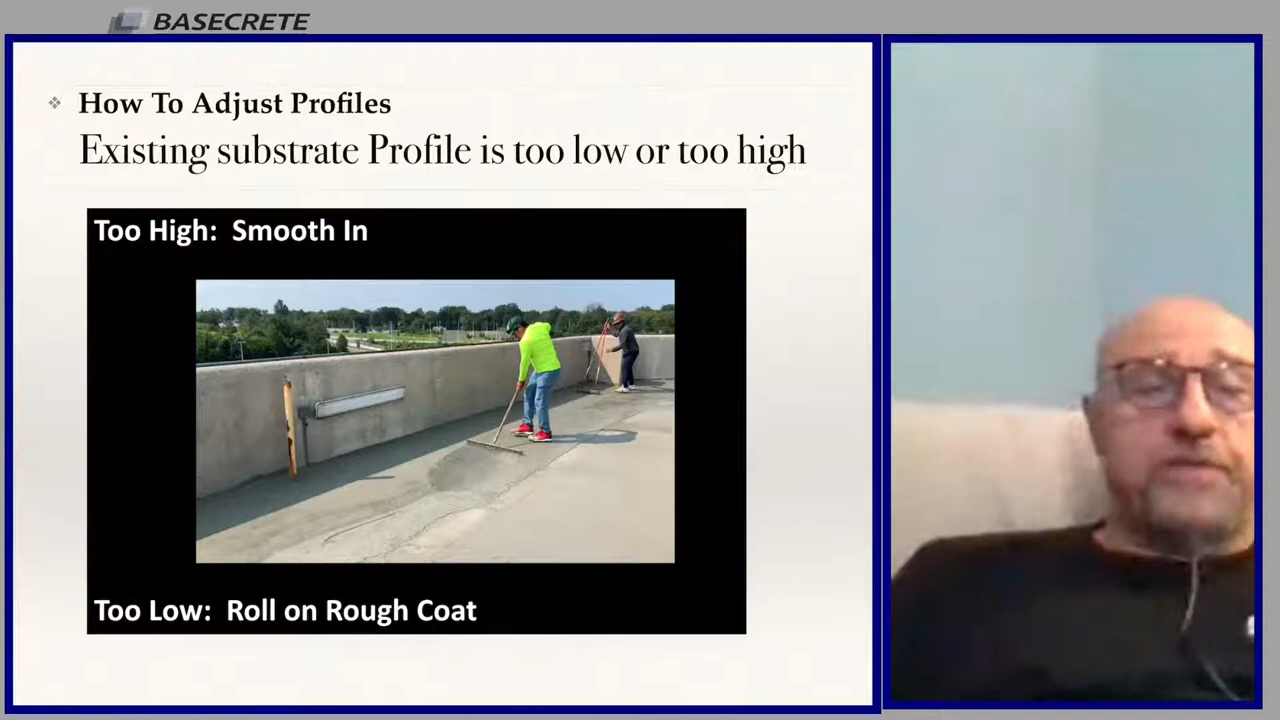 BASECRETE
How To Adjust Profiles
Existing substrate Profile is too low or too high
Too High: Smooth In
Too Low: Roll on Rough Coat